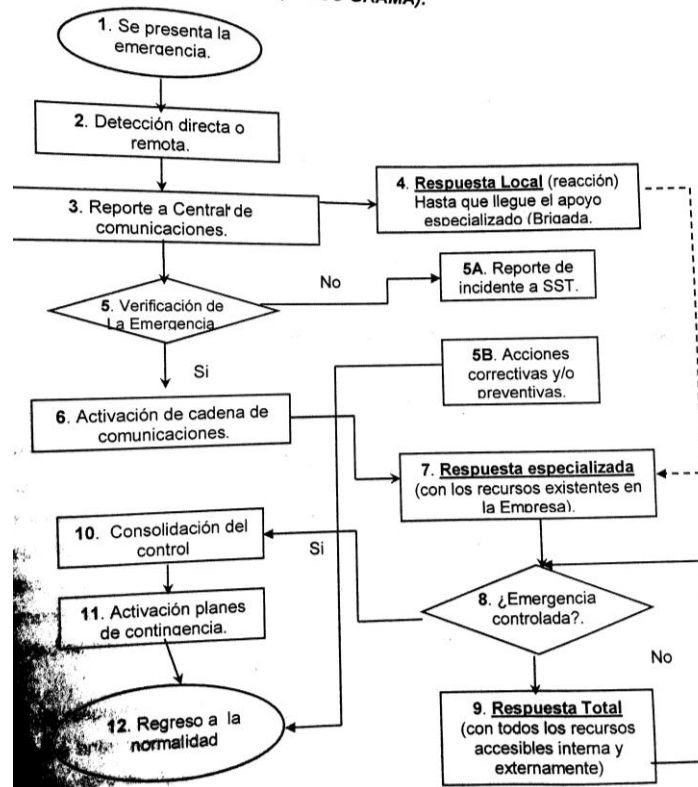 GRAMA).
1. Se presenta la
emergencia.
2. Detección directa o
remota.
3. Reporte a Central de
comunicaciones.
4. Respuesta Local (reacción)
Hasta que llegue el apoyo
especializado (Brigada.
No
5A. Reporte de
incidente a SST.
5. Verificación de
La Emergencia
Si
5B. Acciones
correctivas y/o
preventivas.
6. Activación de cadena de
comunicaciones.
7. Respuesta especializada
(con los recursos existentes en
la Empresa).
10. Consolidación del
control
Si
8. ¿Emergencia
controlada?.
11. Activación planes
de contingencia.
No
12. Regreso a la
normalidad
9. Respuesta Total
(con todos los recursos
accesibles interna y
externamente)